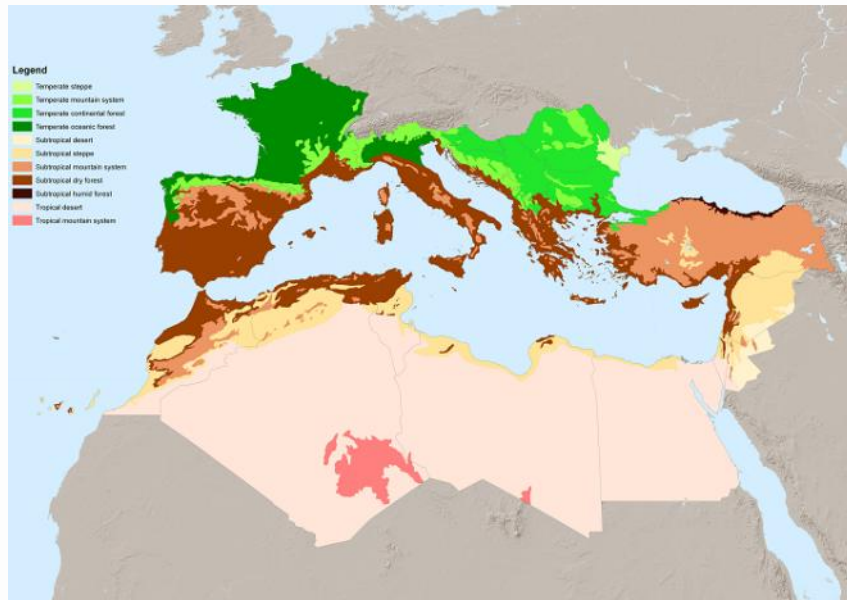 Legend
Temperate steppe
Temperate mountain system
Temperate continental forest
Temperate oceanic forest
Subtropical desert
Subtropical steppe
Subtropical mountain system
Subtropical dry forest
Subtropical humid forest
Tropical desert
Tropical mountain system